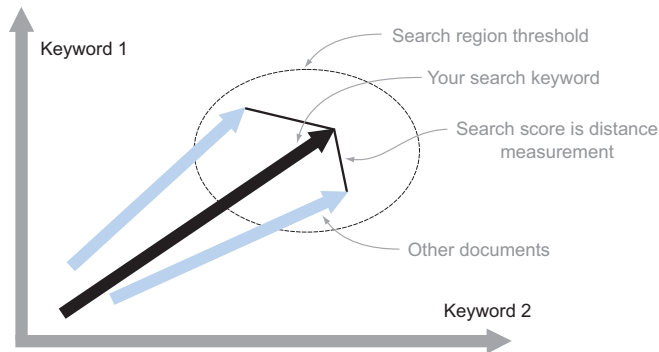 Keyword 1
Search region threshold
Your search keyword
Search score is distance
measurement
Other documents
Keyword 2